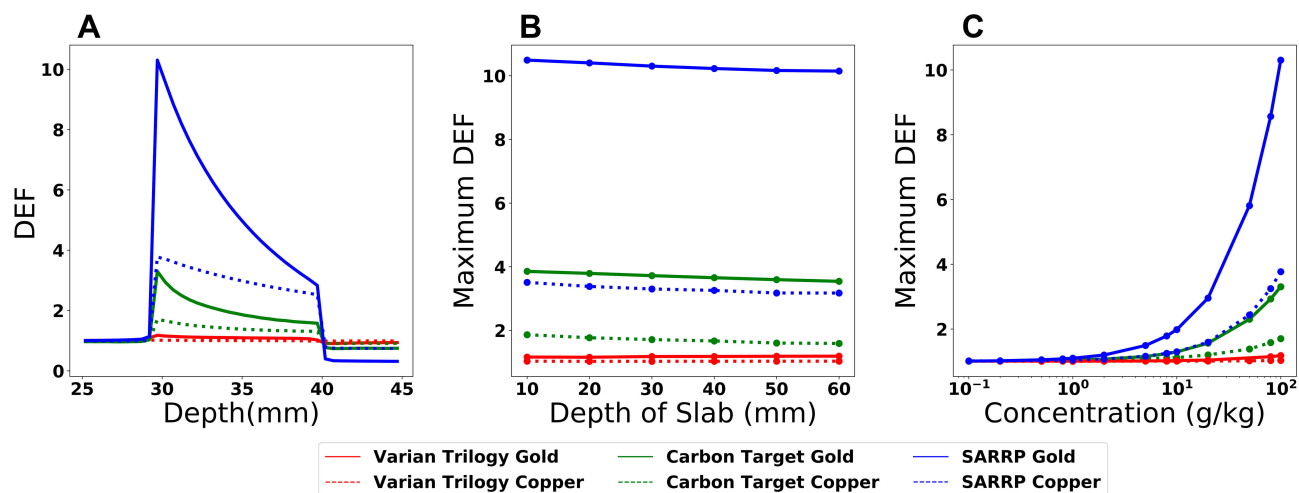 A
B
C
DEF
10
8
6
4
2
0
25
30
35
40
45
Depth(mm)
Maximum DEF
10
8
6
4
2
10
20
30
40
50
60
Depth of Slab (mm)
Maximum DEF
10
8
6
4
2
10⁻¹
10⁰
10¹
10²
Concentration (g/kg)
Varian Trilogy Gold
Carbon Target Gold
SARRP Gold
Varian Trilogy Copper
Carbon Target Copper
SARRP Copper